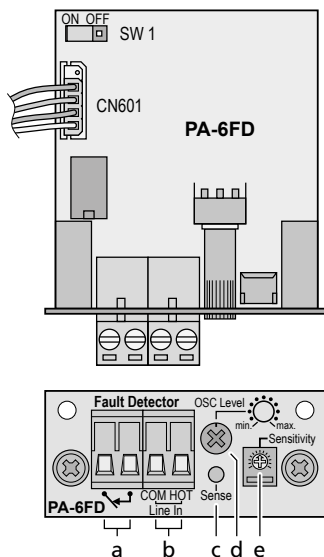 ON OFF
SW 1
CN601
PA-6FD
Fault Detector
OSC Level
min. max.
Sensitivity
COM HOT
Sense
PA-6FD
Line In
a b c d e